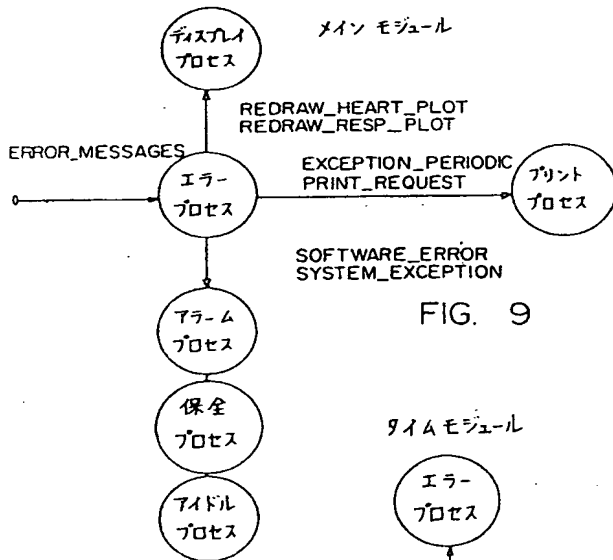 ディスプレイ
プロセス
メイン モジュール
REDRAW_HEART_PLOT
REDRAW_RESP_PLOT
ERROR_MESSAGES
エラー
プロセス
EXCEPTION_PERIODIC
PRINT_REQUEST
プリント
プロセス
SOFTWARE_ERROR
SYSTEM_EXCEPTION
アラーム
プロセス
FIG. 9
保全
プロセス
タイムモジュール
アイドル
プロセス
エラー
プロセス